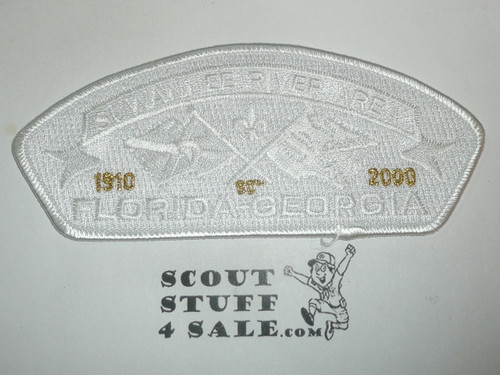 SUWANNEE RIVER AREA
1910
90TH
2000
FLORIDA-GEORGIA
SCOUT
STUFF
4 SALE.com